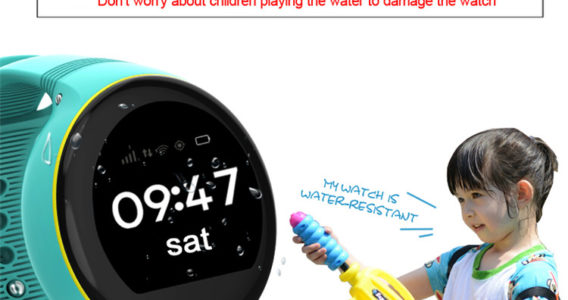 Don't worry about children playing the water to damage the watch
09:47
sat
MY WATCH IS
WATER-RESISTANT